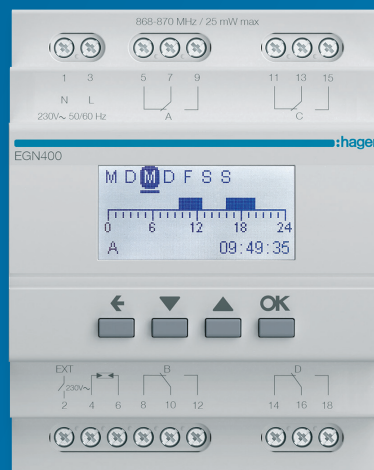 868-870 MHz / 25 mW max
1 3 5 7 9 11 13 15
N L
230V~ 50/60 Hz A C
:hager
EGN400
M D M D F S S
0 6 12 18 24
A 09:49:35
OK
EXT B D
230V~
2 4 6 8 10 12 14 16 18